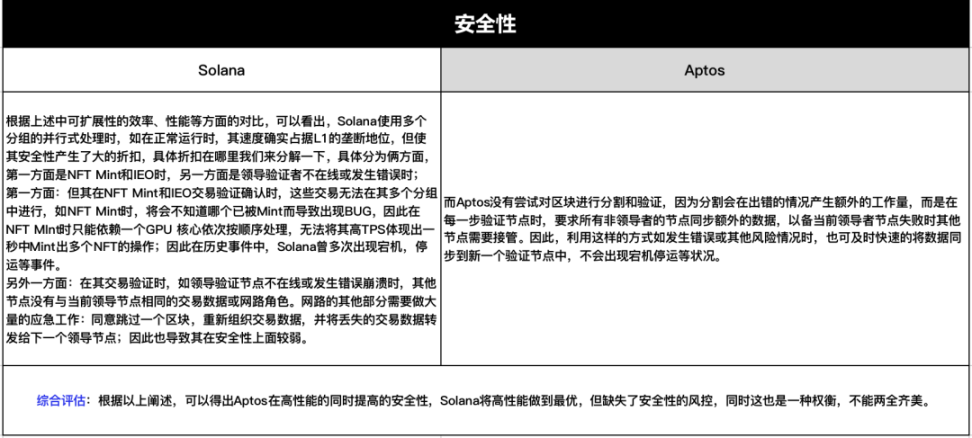 安全性
Solana
Aptos
根据上述中可扩展性的效率、性能等方面的对比，可以看出，Solana使用多个
分组的并行式处理时，如在正常运行时，其速度确实占据L1的垄断地位，但使
其安全性产生了大的折扣，具体折扣在哪里我们来分解一下，具体分为俩方面，
第一方面是NFT Mint和IEO时，另一方面是领导验证者不在线或发生错误时；
第一方面：但其在NFT Mint和IEO交易验证确认时，这些交易无法在其多个分组
中进行，如NFT Mint时，将会不知道哪个已被Mint而导致出现BUG，因此在
NFT MInt时只能依赖一个GPU 核心依次按顺序处理，无法将其高TPS体现出一
秒中Mint出多个NFT的操作；因此在历史事件中，Solana曾多次出现宕机，停
运等事件。
另外一方面：在其交易验证时，如领导验证节点不在线或发生错误崩溃时，其他
节点没有与当前领导节点相同的交易数据或网路角色。网路的其他部分需要做大
量的应急工作：同意跳过一个区块，重新组织交易数据，并将丢失的交易数据转
发给下一个领导节点；因此也导致其在安全性上面较弱。
而Aptos没有尝试对区块进行分割和验证，因为分割会在出错的情况产生额外的工作量，而是在
每一步验证节点时，要求所有非领导者的节点同步额外的数据，以备当前领导者节点失败时其他
节点需要接管。因此，利用这样的方式如发生错误或其他风险情况时，也可及时快速的将数据同
步到新一个验证节点中，不会出现宕机停运等状况。
综合评估：根据以上阐述，可以得出Aptos在高性能的同时提高的安全性，Solana将高性能做到最优，但缺失了安全性的风控，同时这也是一种权衡，不能两全齐美。